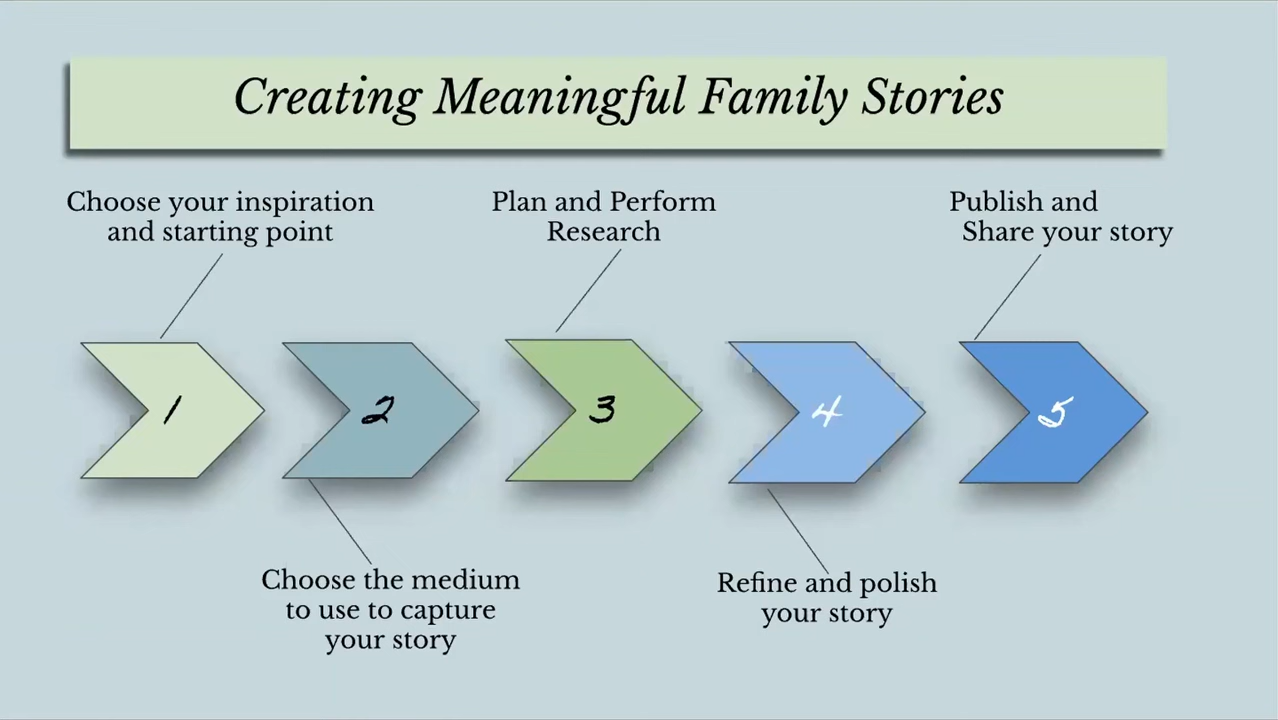 Creating Meaningful Family Stories
Choose your inspiration
and starting point
Plan and Perform
Research
Publish and
Share your story
1
2
3
4
5
Choose the medium
to use to capture
your story
Refine and polish
your story